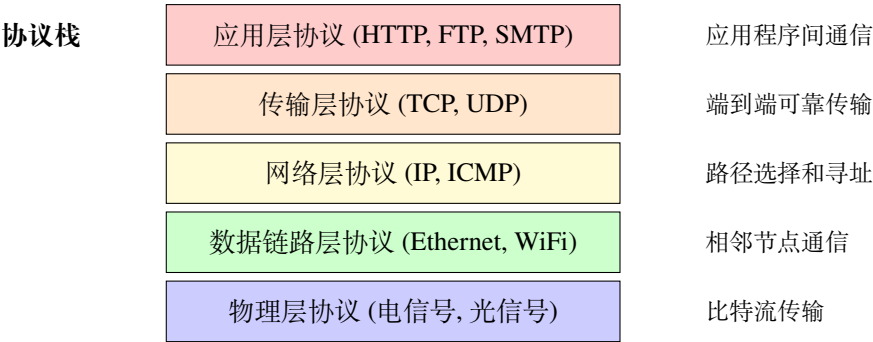 协议栈 应用层协议 (HTTP, FTP, SMTP) 应用程序间通信
传输层协议 (TCP, UDP) 端到端可靠传输
网络层协议 (IP, ICMP) 路径选择和寻址
数据链路层协议 (Ethernet, WiFi) 相邻节点通信
物理层协议 (电信号, 光信号) 比特流传输